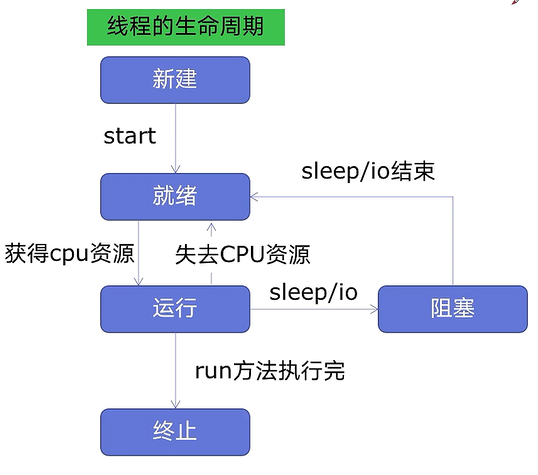 线程的生命周期
新建
start
就绪
sleep/io结束
获得cpu资源
失去CPU资源
运行
sleep/io
阻塞
run方法执行完
终止